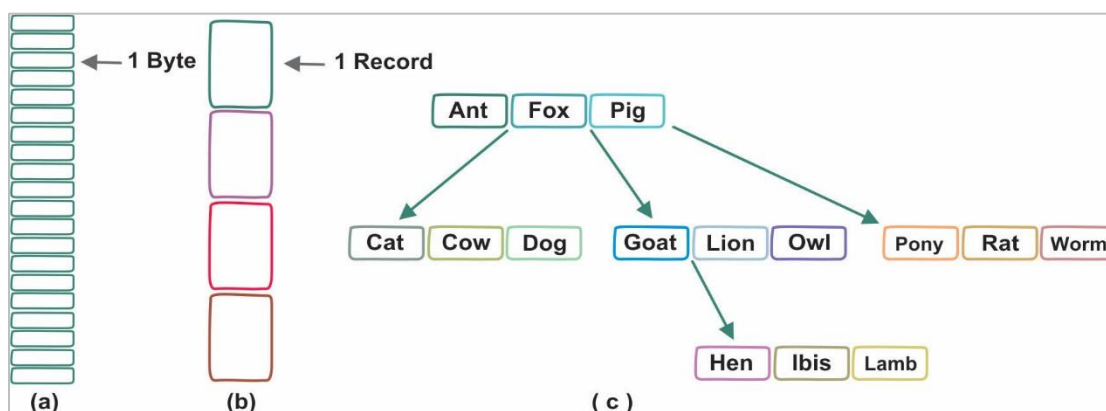 1 Byte
1 Record
Ant Fox Pig
Cat Cow Dog
Goat Lion Owl
Pony Rat Worm
Hen Ibis Lamb
(a)
(b)
( c )